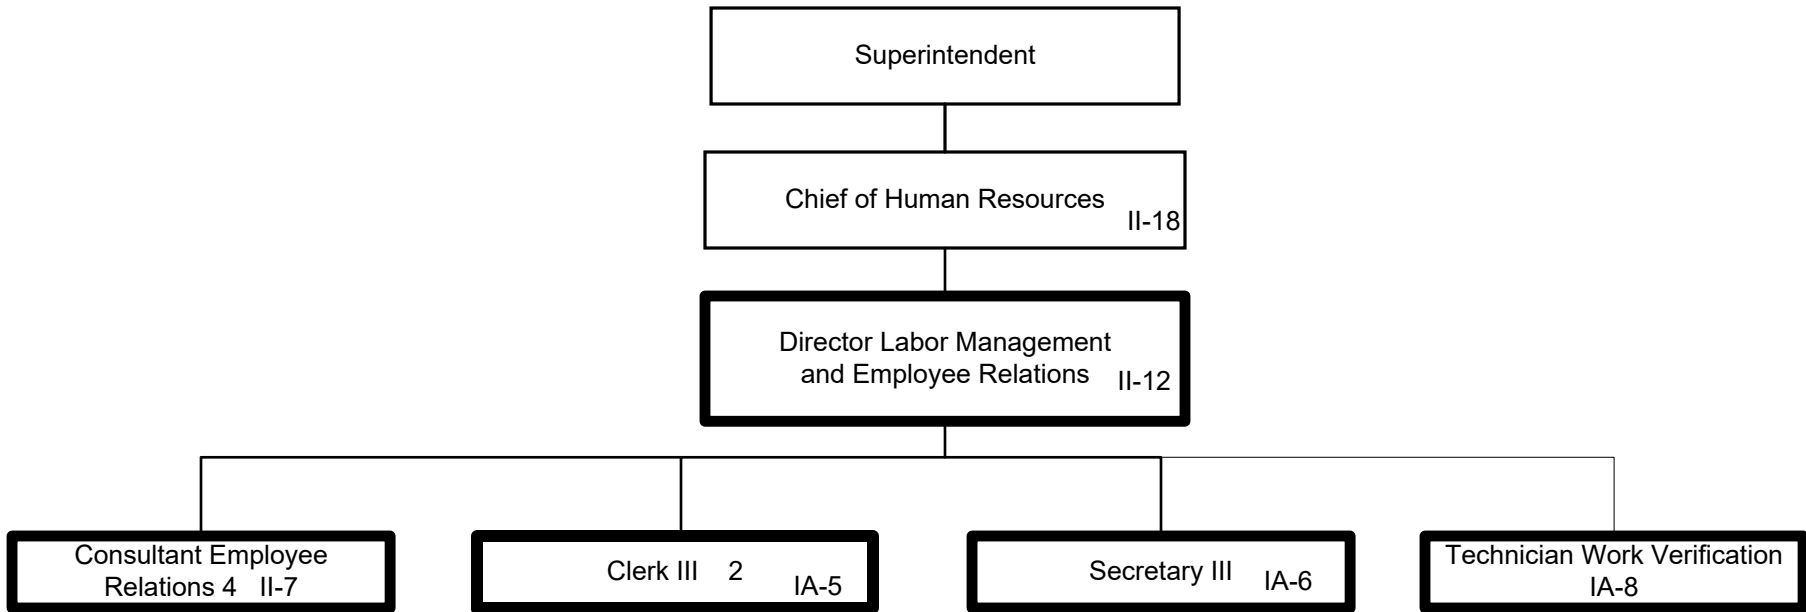 Superintendent
Chief of Human Resources
II-18
Director Labor Management
and Employee Relations II-12
Consultant Employee
Relations 4 II-7
Clerk III 2
IA-5
Secretary III IA-6
Technician Work Verification
IA-8